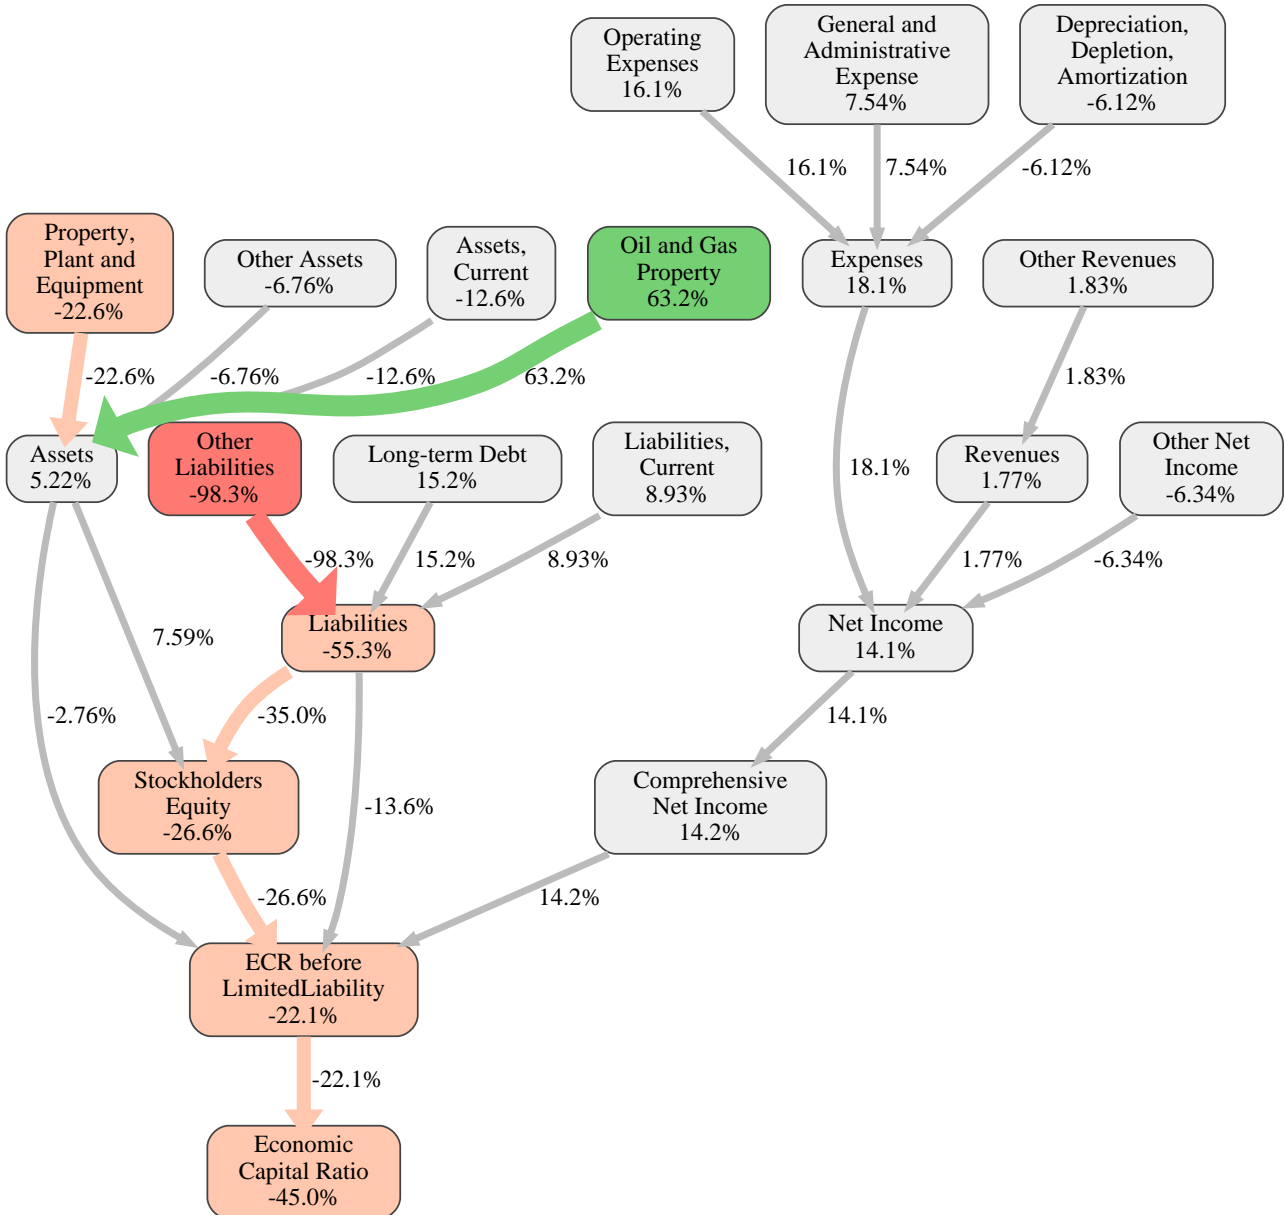 Operating
Expenses
16.1%
General and
Administrative
Expense
7.54%
Depreciation,
Depletion,
Amortization
-6.12%
16.1%
7.54%
-6.12%
Property,
Plant and
Equipment
-22.6%
Other Assets
-6.76%
Assets,
Current
-12.6%
Oil and Gas
Property
63.2%
Expenses
18.1%
Other Revenues
1.83%
-22.6%
-6.76%
-12.6%
63.2%
1.83%
Assets
5.22%
Other
Liabilities
-98.3%
Long-term Debt
15.2%
Liabilities,
Current
8.93%
18.1%
Revenues
1.77%
Other Net
Income
-6.34%
-98.3%
15.2%
8.93%
1.77%
-6.34%
7.59%
Liabilities
-55.3%
Net Income
14.1%
-2.76%
-35.0%
14.1%
Stockholders
Equity
-26.6%
-13.6%
Comprehensive
Net Income
14.2%
-26.6%
14.2%
ECR before
LimitedLiability
-22.1%
-22.1%
Economic
Capital Ratio
-45.0%